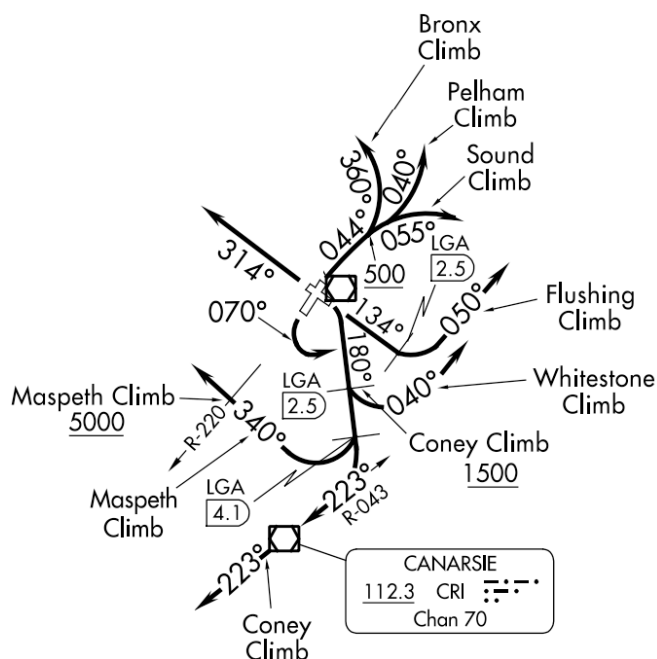 Bronx
Climb
Pelham
Climb
Sound
Climb
360°
040°
044°
055°
LGA
2.5
500
314°
070°
134°
050°
Flushing
Climb
180°
LGA
2.5
040°
Whitestone
Climb
Maspeth Climb
5000
R-220
340°
Coney Climb
1500
Maspeth
Climb
LGA
4.1
223°
R-043
223°
CANARSIE
112.3 CRI
Chan 70
Coney
Climb